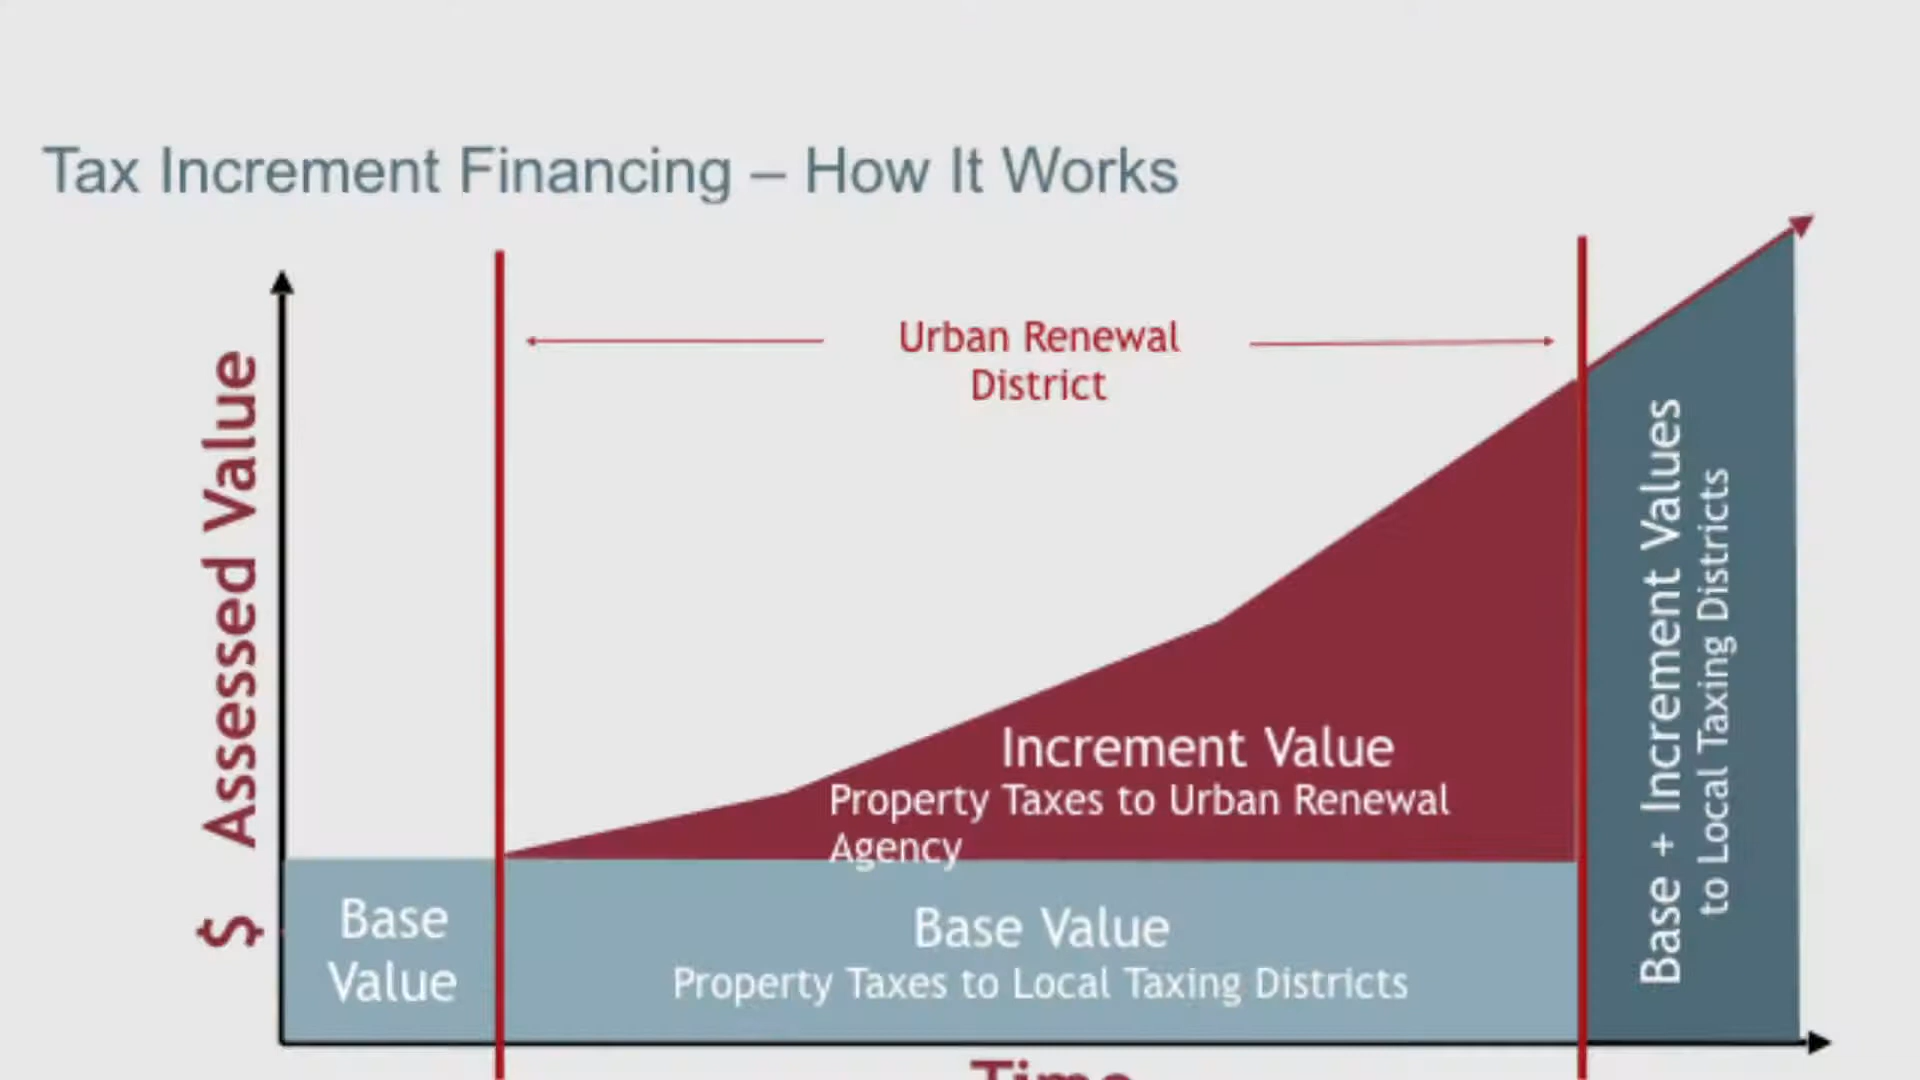 Tax Increment Financing – How It Works
Urban Renewal
District
$ Assessed Value
Increment Value
Property Taxes to Urban Renewal
Agency
Base
Value
Base Value
Property Taxes to Local Taxing Districts
Base + Increment Values
to Local Taxing Districts
Time